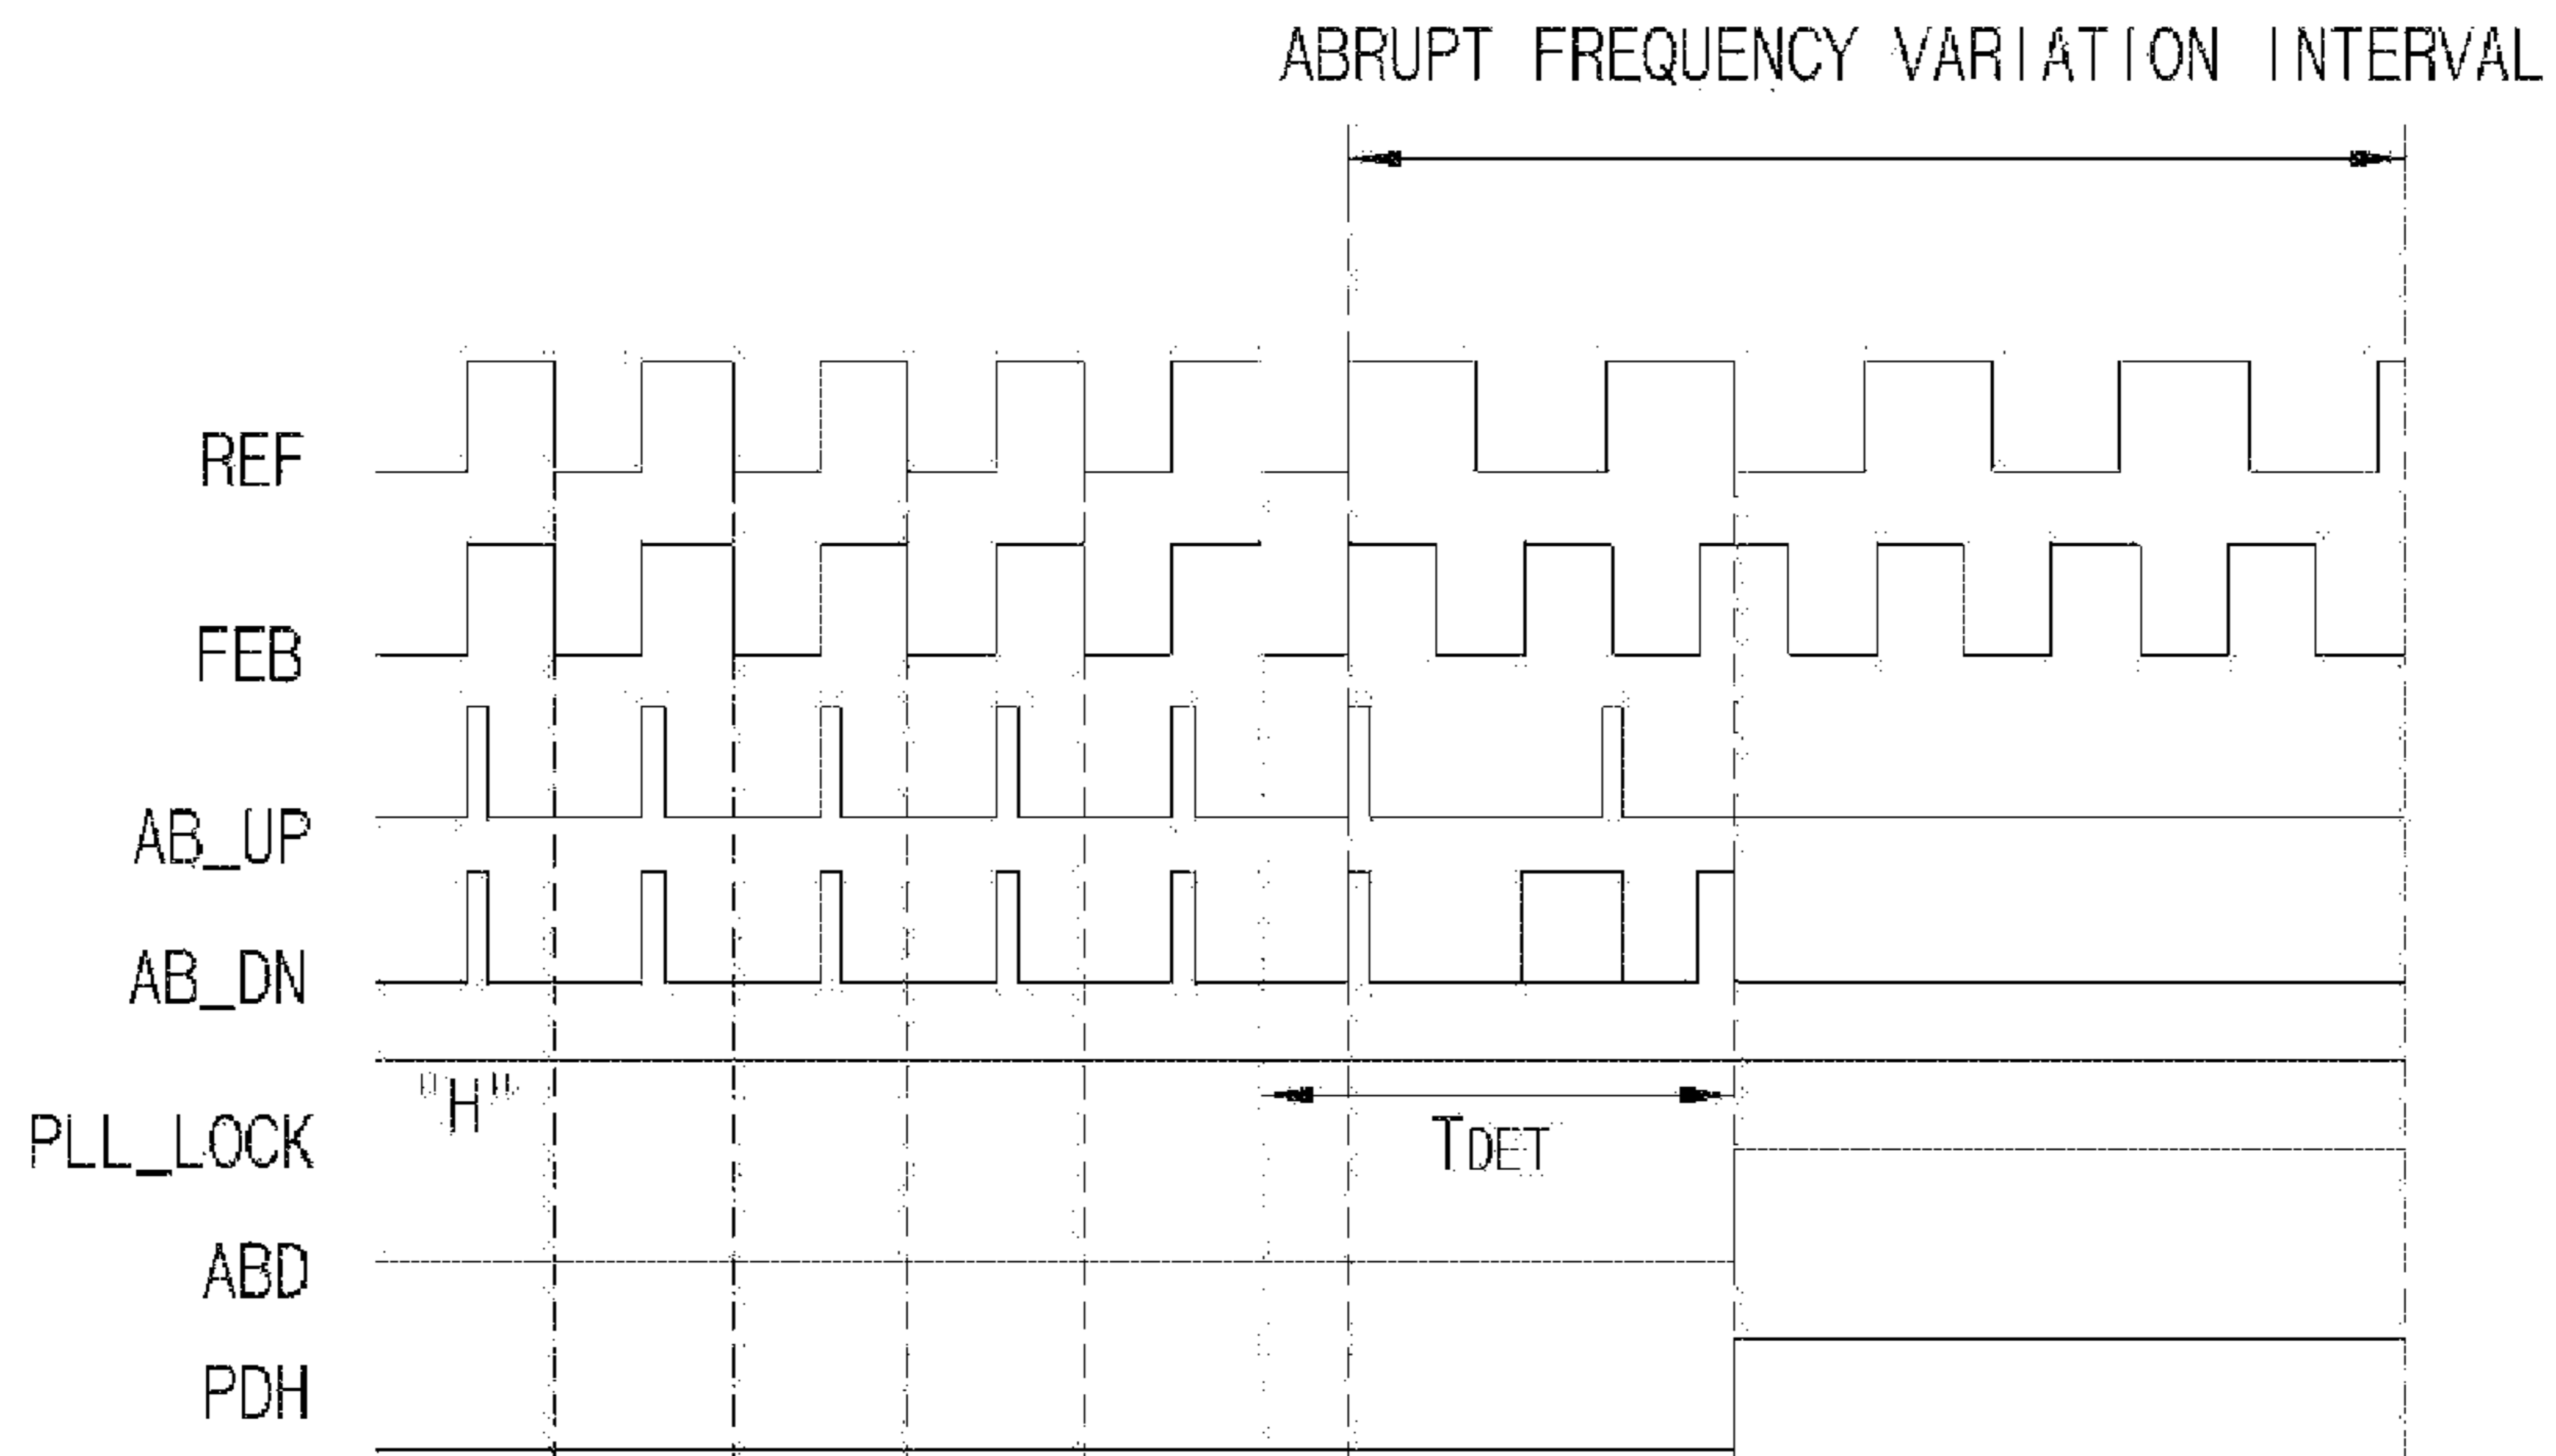 ABRUPT FREQUENCY VARIATION INTERVAL
REF
FEB
AB_UP
AB_DN
"H"
PLL_LOCK
TDET
ABD
PDH